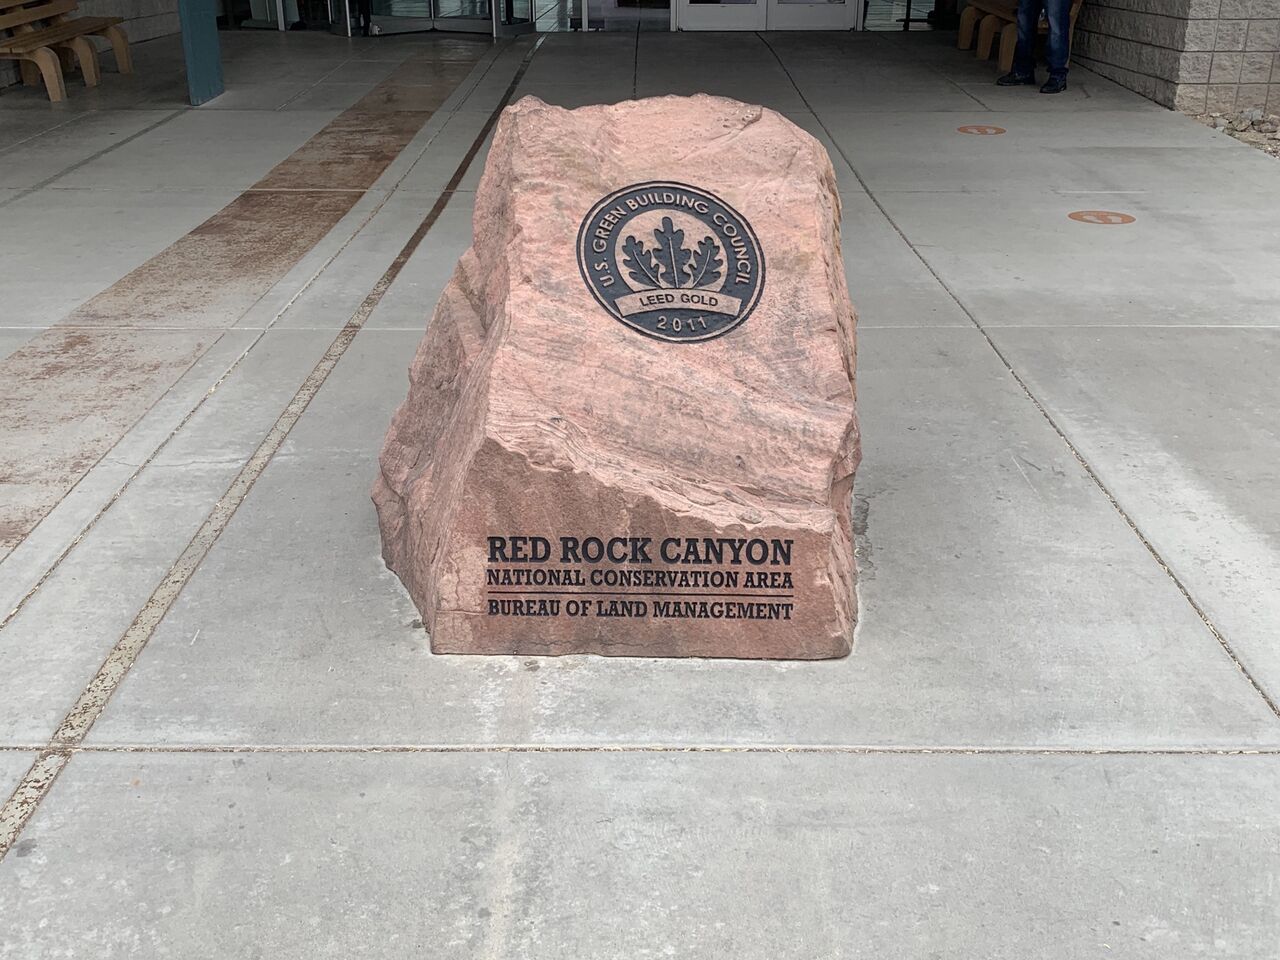 U.S. GREEN BUILDING COUNCIL
LEED GOLD
2011
RED ROCK CANYON
NATIONAL CONSERVATION AREA
BUREAU OF LAND MANAGEMENT